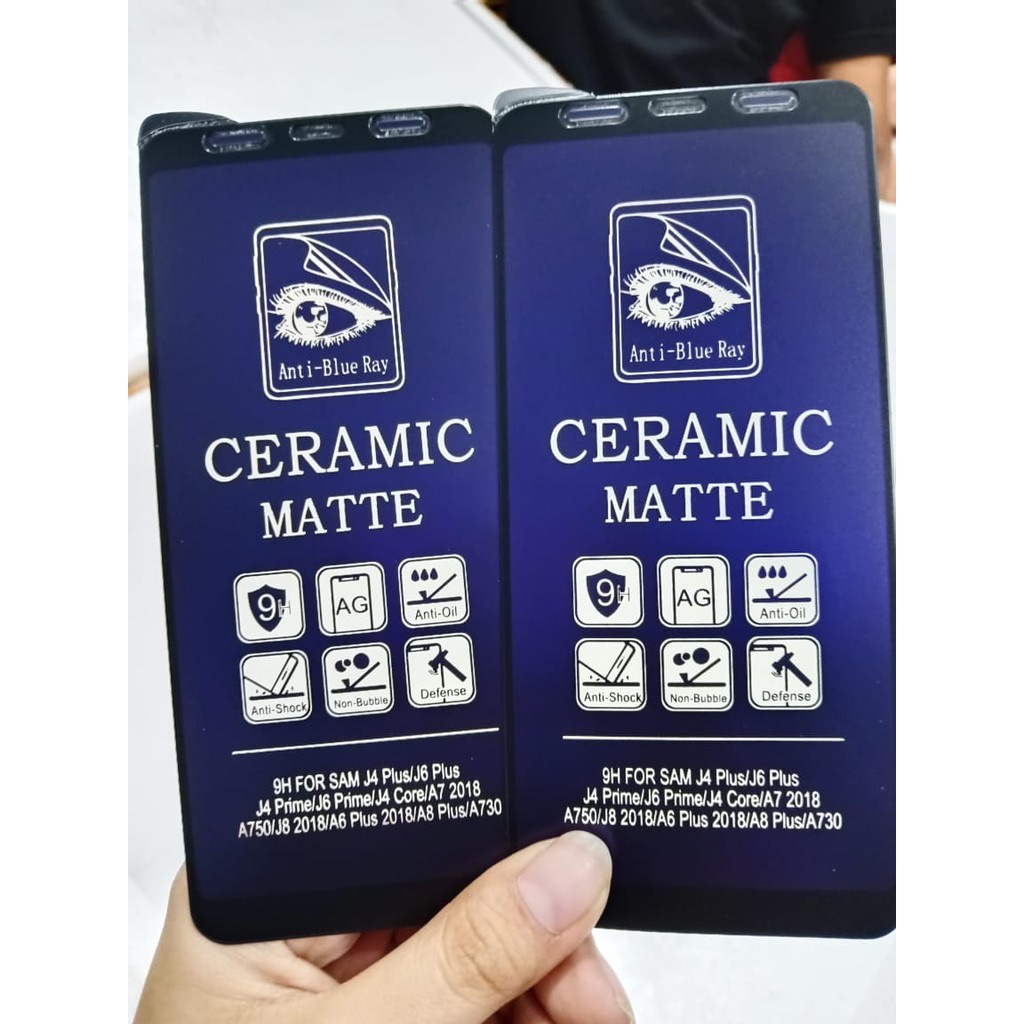 Anti-Blue Ray
CERAMIC
MATTE
9H
AG
Anti-Oil
Anti-Shock
Non-Bubble
Defense
9H FOR SAM J4 Plus/J6 Plus
J4 Prime/J6 Prime/J4 Core/A7 2018
A750/J8 2018/A6 Plus 2018/A8 Plus/A730
Anti-Blue Ray
CERAMIC
MATTE
9H
AG
Anti-Oil
Anti-Shock
Non-Bubble
Defense
9H FOR SAM J4 Plus/J6 Plus
J4 Prime/J6 Prime/J4 Core/A7 2018
A750/J8 2018/A6 Plus 2018/A8 Plus/A730